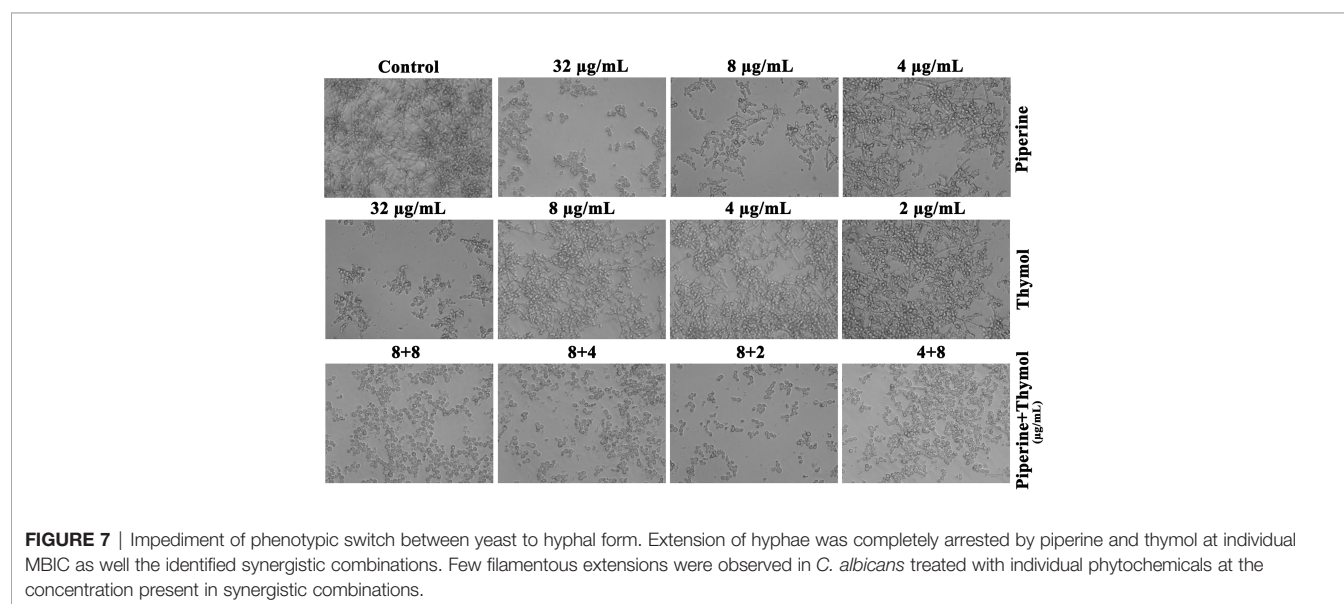 Control 32 µg/mL 8 µg/mL 4 µg/mL
Piperine
32 µg/mL 8 µg/mL 4 µg/mL 2 µg/mL
Thymol
8+8 8+4 8+2 4+8
Piperine+Thymol
(µg/mL)
FIGURE 7 | Impediment of phenotypic switch between yeast to hyphal form. Extension of hyphae was completely arrested by piperine and thymol at individual
MBIC as well the identified synergistic combinations. Few filamentous extensions were observed in C. albicans treated with individual phytochemicals at the
concentration present in synergistic combinations.